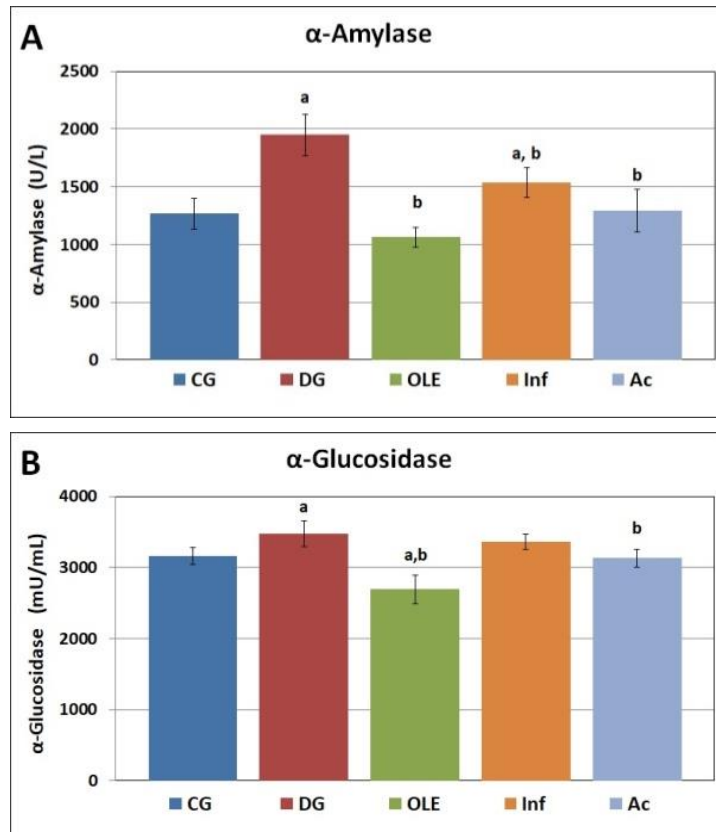 A
α-Amylase
α-Amylase (U/L)
2500
2000
1500
1000
500
0
a
b
a, b
b
CG DG OLE Inf Ac
B
α-Glucosidase
α-Glucosidase (mU/mL)
4000
3000
2000
1000
0
a
a,b
b
CG DG OLE Inf Ac